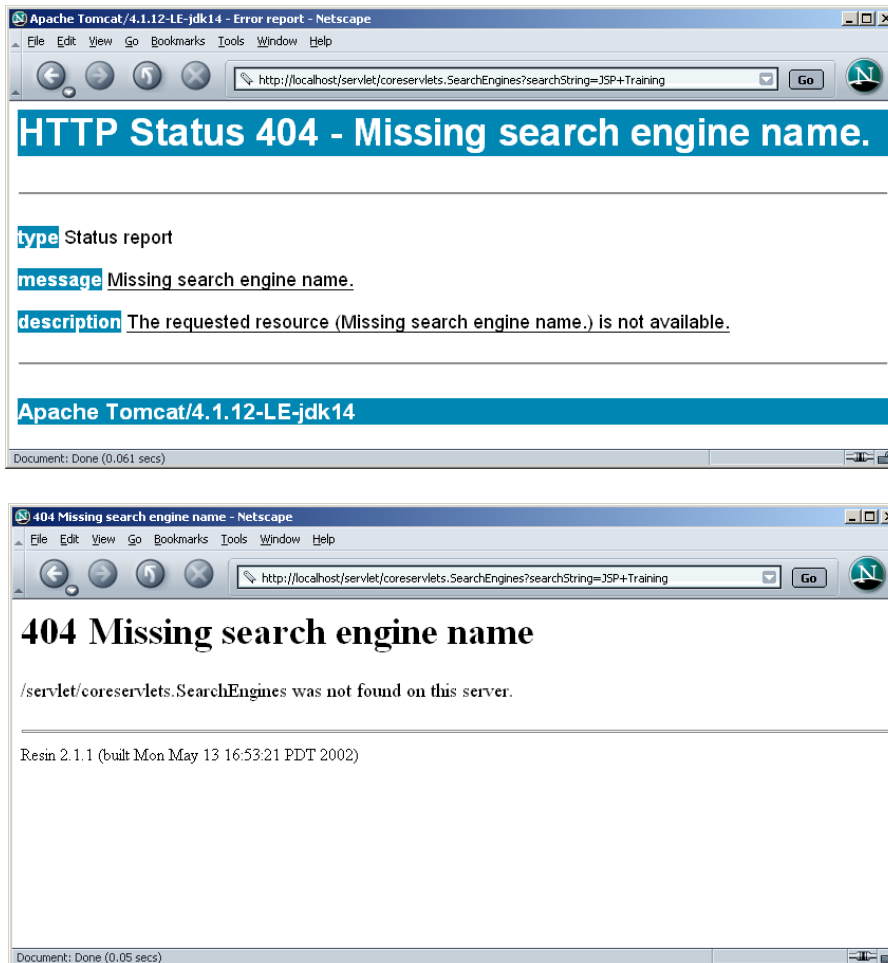 Apache Tomcat/4.1.12-LE-jdk14 - Error report - Netscape
File Edit View Go Bookmarks Tools Window Help
http://localhost/servlet/coreservlets.SearchEngines?searchString=JSP+Training Go N
HTTP Status 404 - Missing search engine name.
type Status report
message Missing search engine name.
description The requested resource (Missing search engine name.) is not available.
Apache Tomcat/4.1.12-LE-jdk14
Document: Done (0.061 secs)
404 Missing search engine name - Netscape
File Edit View Go Bookmarks Tools Window Help
http://localhost/servlet/coreservlets.SearchEngines?searchString=JSP+Training Go N
404 Missing search engine name
/servlet/coreservlets.SearchEngines was not found on this server.
Resin 2.1.1 (built Mon May 13 16:53:21 PDT 2002)
Document: Done (0.05 secs)